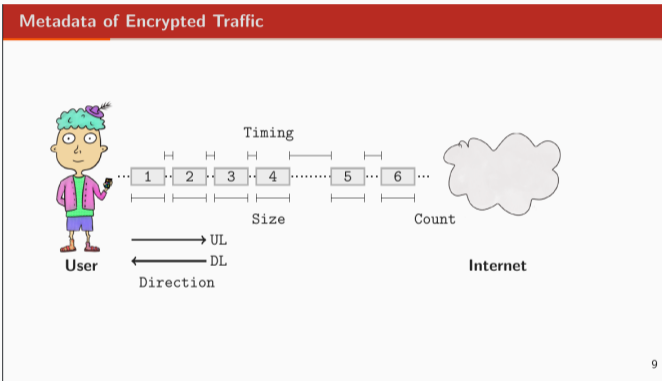 Metadata of Encrypted Traffic
Timing
1 2 3 4 5 6
Size
Count
UL
DL
Direction
User
Internet
9